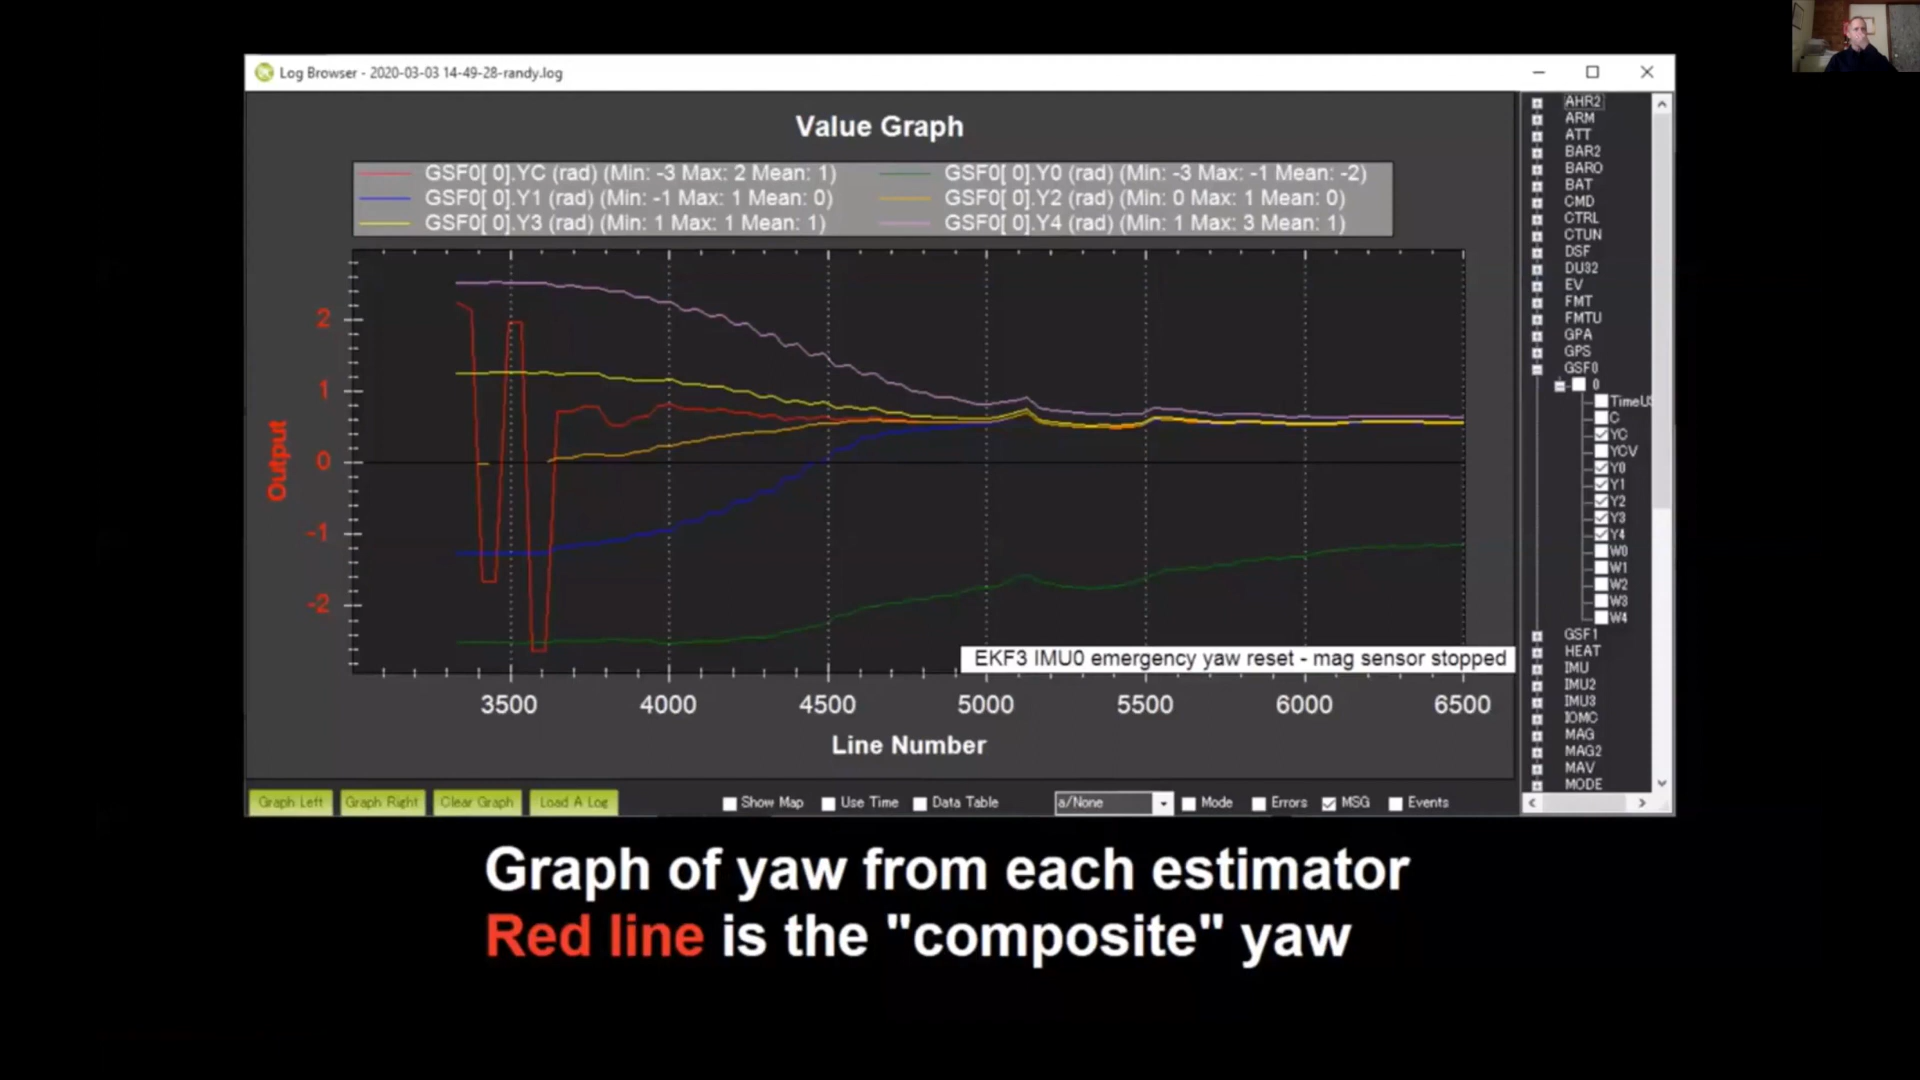 Log Browser - 2020-03-03 14-49-28-randy.log
Value Graph
GSF0[ 0].YC (rad) (Min: -3 Max: 2 Mean: 1)
GSF0[ 0].Y0 (rad) (Min: -3 Max: -1 Mean: -2)
GSF0[ 0].Y1 (rad) (Min: -1 Max: 1 Mean: 0)
GSF0[ 0].Y2 (rad) (Min: 0 Max: 1 Mean: 0)
GSF0[ 0].Y3 (rad) (Min: 1 Max: 1 Mean: 1)
GSF0[ 0].Y4 (rad) (Min: 1 Max: 3 Mean: 1)
Output
2
1
0
-1
-2
EKF3 IMU0 emergency yaw reset - mag sensor stopped
3500 4000 4500 5000 5500 6000 6500
Line Number
AHR2
ARM
ATT
BAR2
BARO
BAT
CMD
CTRL
CTUN
DSF
DU32
EV
FMT
FMTU
GPA
GPS
GSF0
0
TimeUS
C
YC
YCV
Y0
Y1
Y2
Y3
Y4
W0
W1
W2
W3
W4
GSF1
HEAT
IMU
IMU2
IMU3
IOMC
MAG
MAG2
MAV
MODE
Graph Left Graph Right Clear Graph Load A Log Show Map Use Time Data Table a/None Mode Errors MSG Events
Graph of yaw from each estimator
Red line is the "composite" yaw